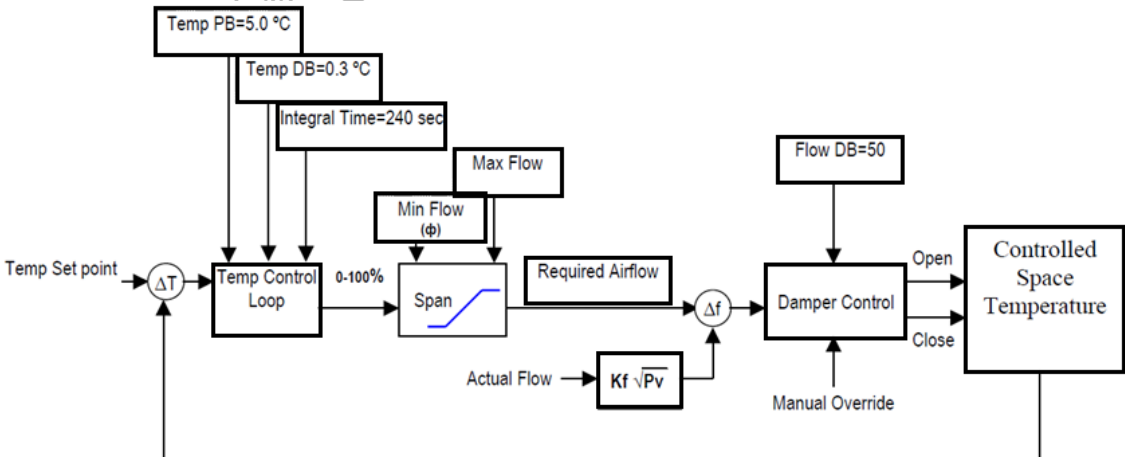 Temp PB=5.0 ºC
Temp DB=0.3 ºC
Integral Time=240 sec
Max Flow
Flow DB=50
Min Flow
(ф)
Temp Set point
ΔT
Temp Control
Loop
0-100%
Span
Required Airflow
Δf
Damper Control
Open
Close
Controlled
Space
Temperature
Actual Flow
Kf √Pv
Manual Override